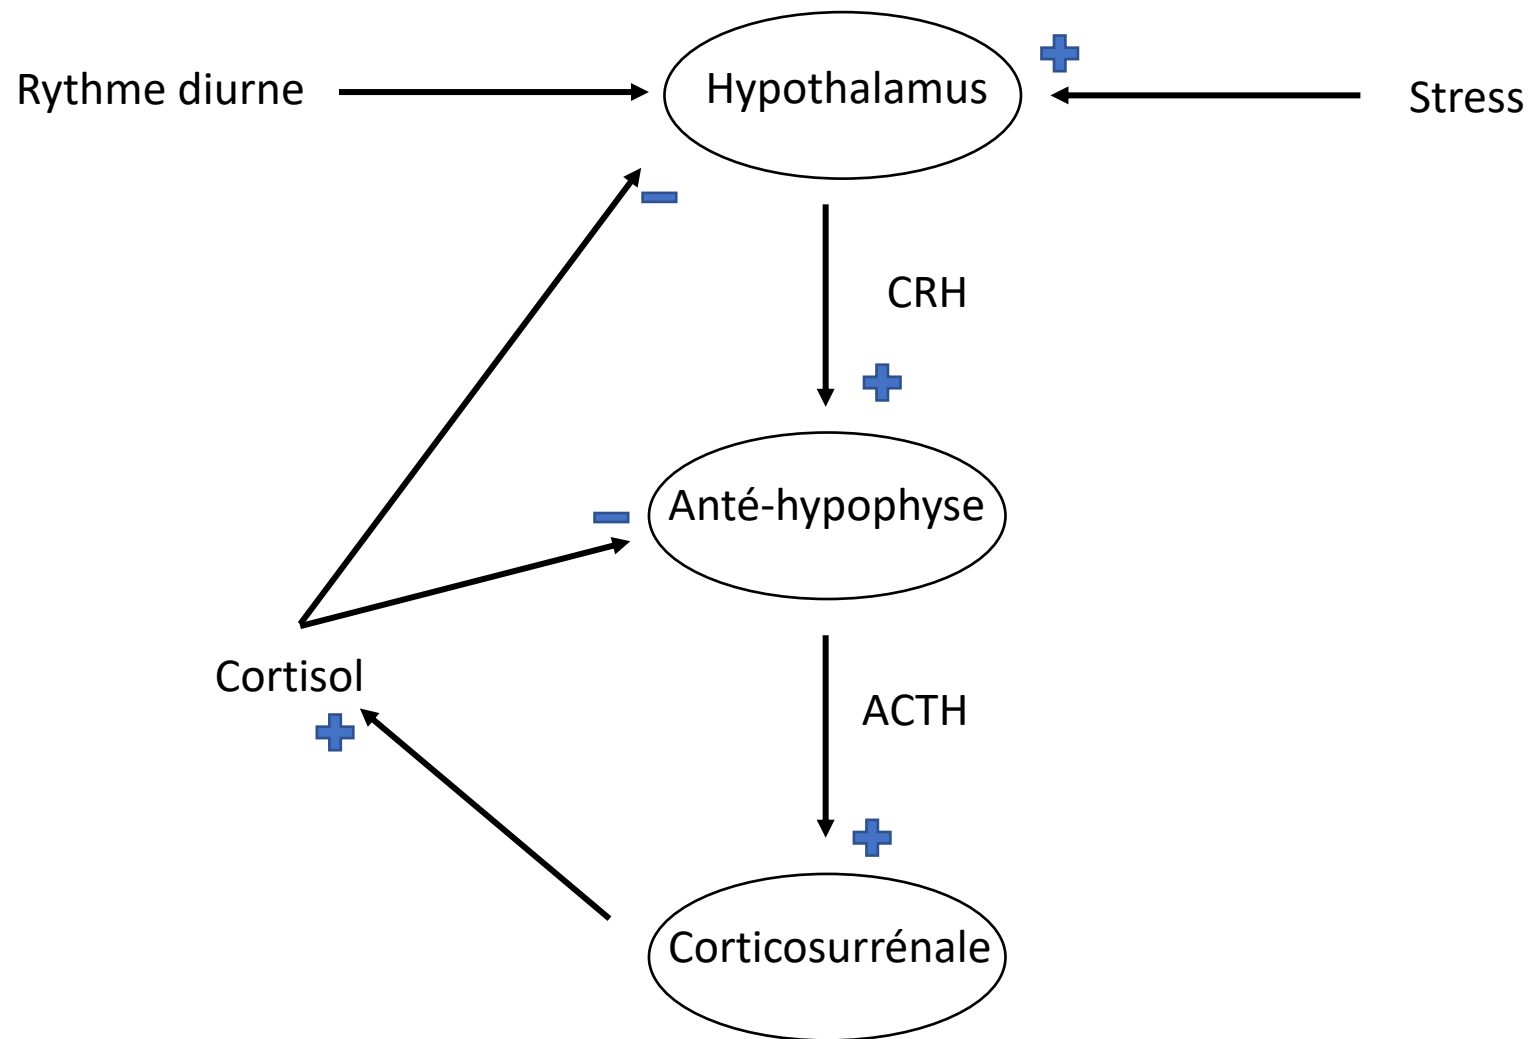 Rythme diurne
Hypothalamus
Stress
CRH
Anté-hypophyse
Cortisol
ACTH
Corticosurrénale